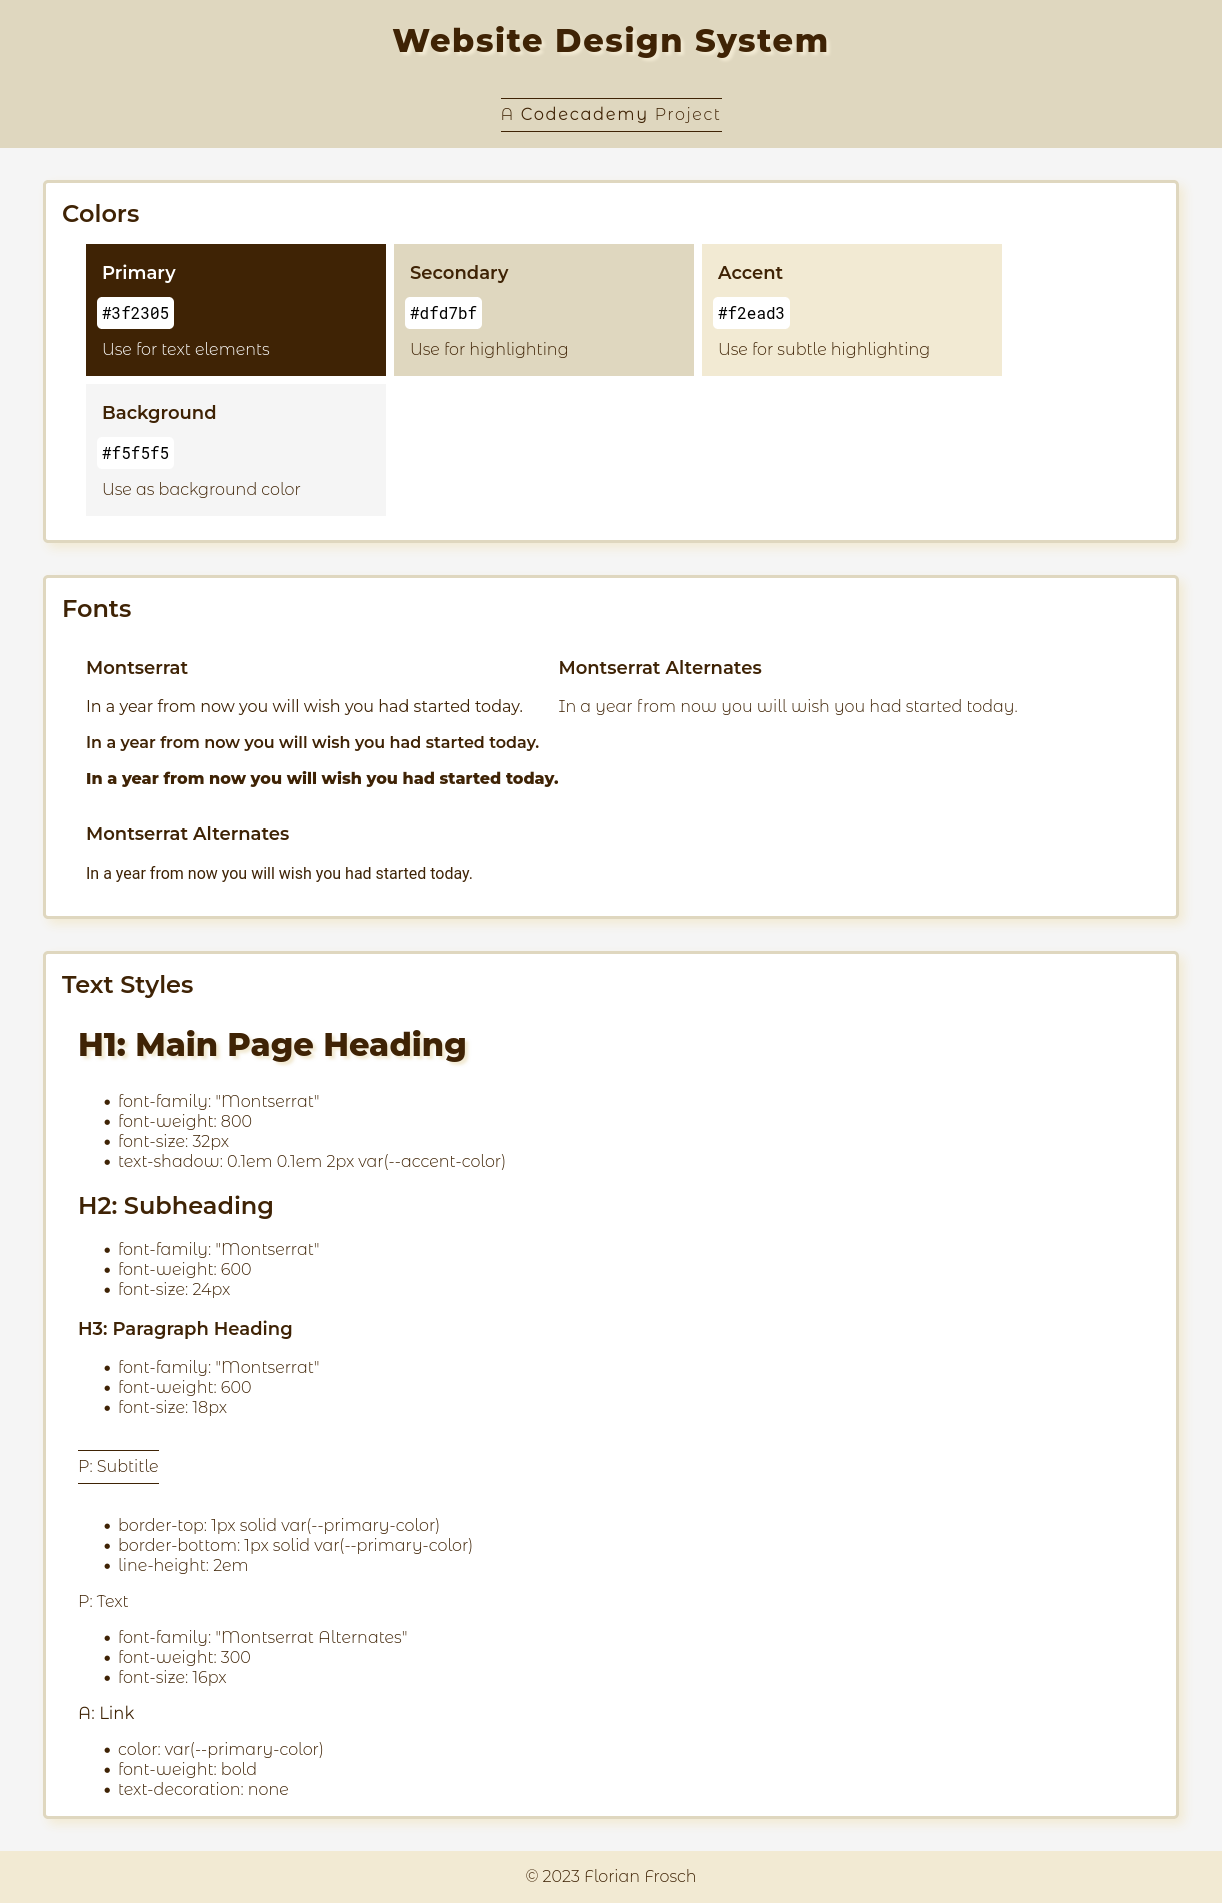 Website Design System
A Codecademy Project
Colors
Primary
#3f2305
Use for text elements
Secondary
#dfd7bf
Use for highlighting
Accent
#f2ead3
Use for subtle highlighting
Background
#f5f5f5
Use as background color
Fonts
Montserrat
In a year from now you will wish you had started today.
In a year from now you will wish you had started today.
In a year from now you will wish you had started today.
Montserrat Alternates
In a year from now you will wish you had started today.
Montserrat Alternates
In a year from now you will wish you had started today.
Text Styles
H1: Main Page Heading
• font-family: "Montserrat"
• font-weight: 800
• font-size: 32px
• text-shadow: 0.1em 0.1em 2px var(--accent-color)
H2: Subheading
• font-family: "Montserrat"
• font-weight: 600
• font-size: 24px
H3: Paragraph Heading
• font-family: "Montserrat"
• font-weight: 600
• font-size: 18px
P: Subtitle
• border-top: 1px solid var(--primary-color)
• border-bottom: 1px solid var(--primary-color)
• line-height: 2em
P: Text
• font-family: "Montserrat Alternates"
• font-weight: 300
• font-size: 16px
A: Link
• color: var(--primary-color)
• font-weight: bold
• text-decoration: none
© 2023 Florian Frosch